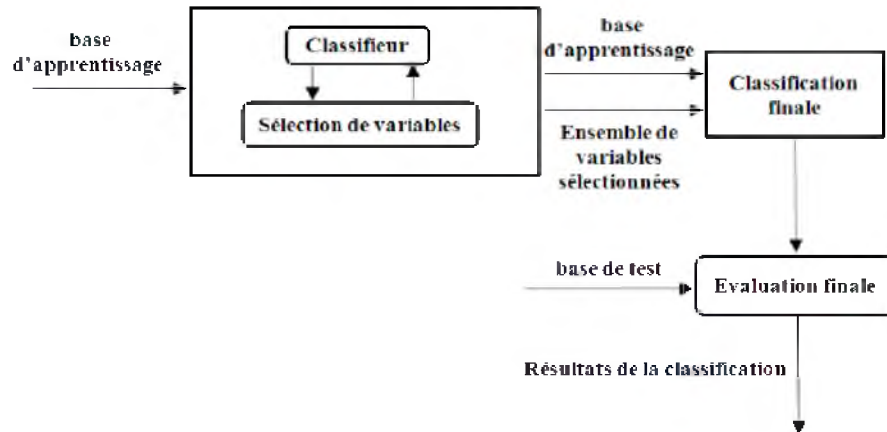 base
d'apprentissage
Classifieur
Sélection de variables
base
d'apprentissage
Ensemble de
variables
sélectionnées
Classification
finale
base de test
Evaluation finale
Résultats de la classification